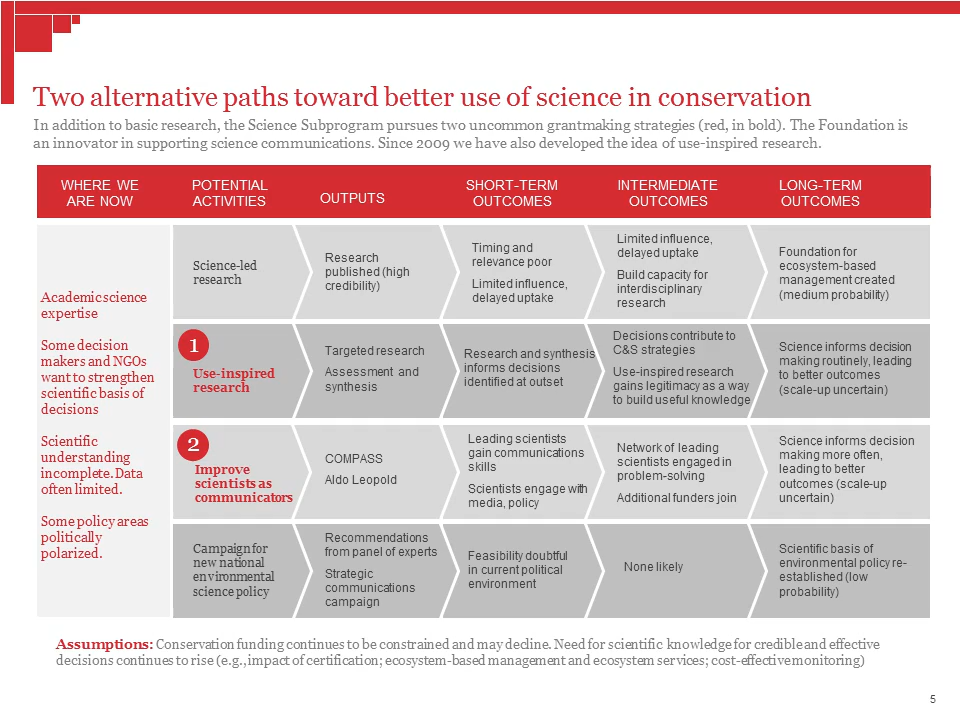 Two alternative paths toward better use of science in conservation
In addition to basic research, the Science Subprogram pursues two uncommon grantmaking strategies (red, in bold). The Foundation is
an innovator in supporting science communications. Since 2009 we have also developed the idea of use-inspired research.
WHERE WE
ARE NOW
POTENTIAL
ACTIVITIES
OUTPUTS
SHORT-TERM
OUTCOMES
INTERMEDIATE
OUTCOMES
LONG-TERM
OUTCOMES
Academic science
expertise
Some decision
makers and NGOs
want to strengthen
scientific basis of
decisions
Scientific
understanding
incomplete. Data
often limited.
Some policy areas
politically
polarized.
Science-led
research
Research
published (high
credibility)
Timing and
relevance poor
Limited influence,
delayed uptake
Limited influence,
delayed uptake
Build capacity for
interdisciplinary
research
Foundation for
ecosystem-based
management created
(medium probability)
1
Use-inspired
research
Targeted research
Assessment and
synthesis
Research and synthesis
informs decisions
identified at outset
Decisions contribute to
C&S strategies
Use-inspired research
gains legitimacy as a way
to build useful knowledge
Science informs decision
making routinely, leading
to better outcomes
(scale-up uncertain)
2
Improve
scientists as
communicators
COMPASS
Aldo Leopold
Leading scientists
gain communications
skills
Scientists engage with
media, policy
Network of leading
scientists engaged in
problem-solving
Additional funders join
Science informs decision
making more often,
leading to better
outcomes (scale-up
uncertain)
Campaign for
new national
environmental
science policy
Recommendations
from panel of experts
Strategic
communications
campaign
Feasibility doubtful
in current political
environment
None likely
Scientific basis of
environmental policy re-
established (low
probability)
Assumptions: Conservation funding continues to be constrained and may decline. Need for scientific knowledge for credible and effective
decisions continues to rise (e.g., impact of certification; ecosystem-based management and ecosystem services; cost-effective monitoring)
5